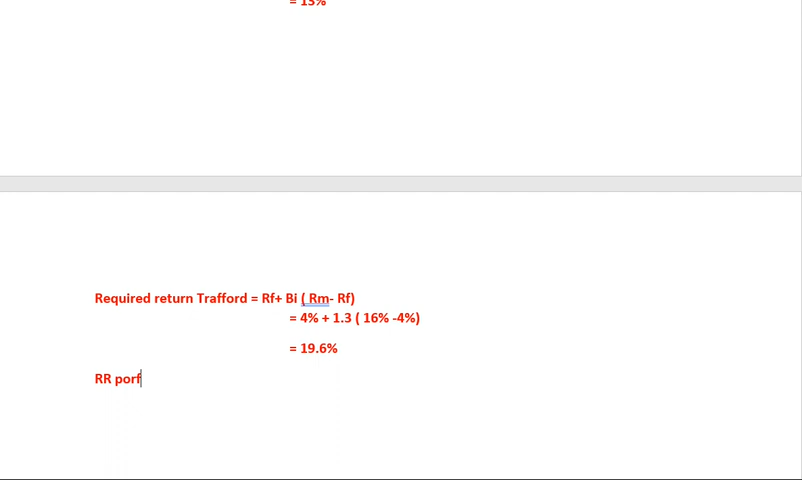 = 13%
Required return Trafford = Rf+ Bi ( Rm- Rf)
= 4% + 1.3 ( 16% -4%)
= 19.6%
RR porf